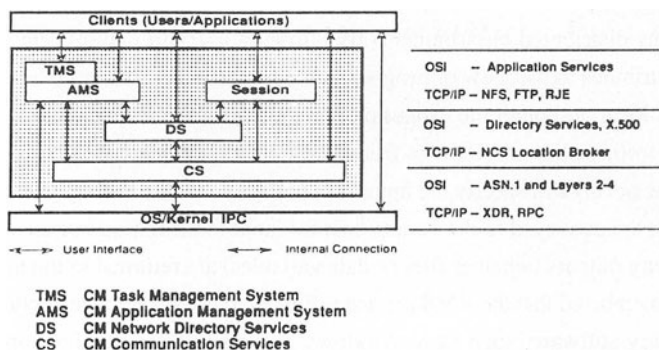 Clients (Users/Applications)
TMS
AMS
Session
DS
CS
OS/Kernel IPC
OSI -- Application Services
TCP/IP -- NFS, FTP, RJE
OSI -- Directory Services, X.500
TCP/IP -- NCS Location Broker
OSI -- ASN.1 and Layers 2-4
TCP/IP -- XDR, RPC
User Interface
Internal Connection
TMS CM Task Management System
AMS CM Application Management System
DS CM Network Directory Services
CS CM Communication Services